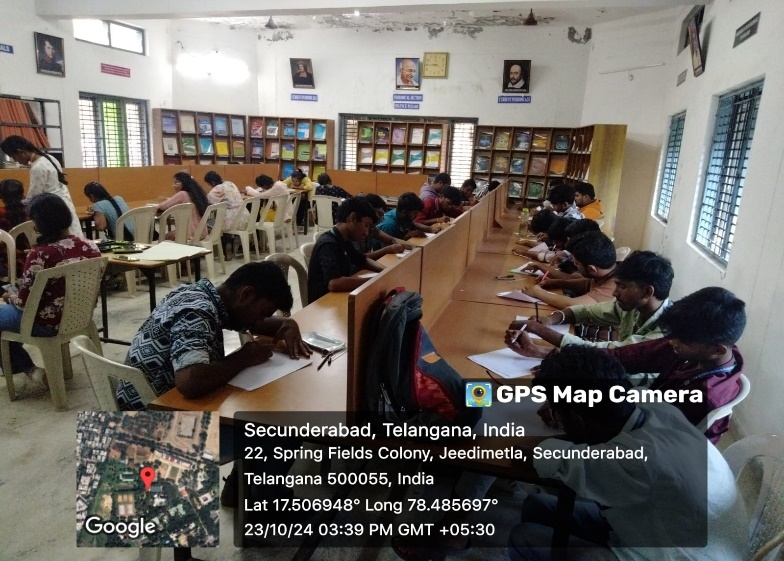 GPS Map Camera
Secunderabad, Telangana, India
22, Spring Fields Colony, Jeedimetla, Secunderabad,
Telangana 500055, India
Lat 17.506948° Long 78.485697°
23/10/24 03:39 PM GMT +05:30
Google